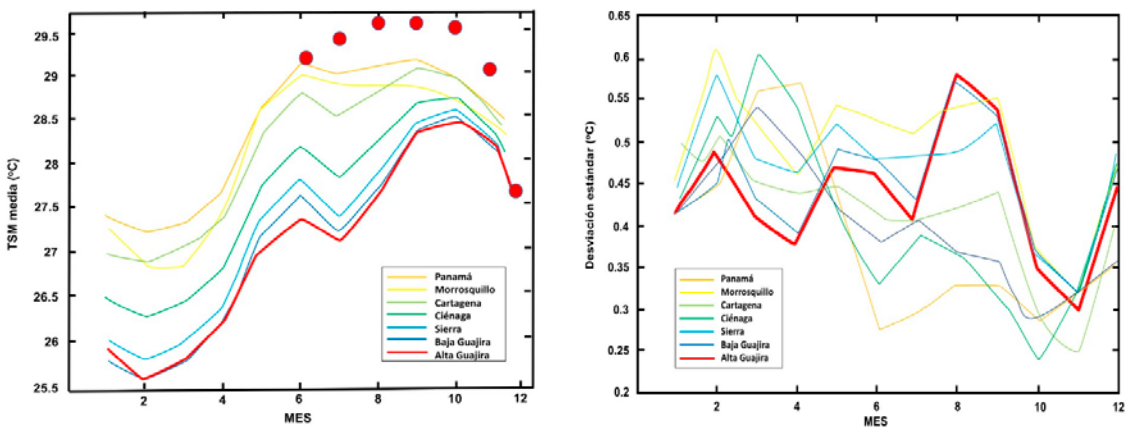 29.5
29
28.5
28
27.5
27
26.5
26
25.5
TSM media (°C)
2
4
6
8
10
12
MES
Panamá
Morrosquillo
Cartagena
Ciénaga
Sierra
Baja Guajira
Alta Guajira
0.65
0.6
0.55
0.5
0.45
0.4
0.35
0.3
0.25
0.2
Desviación estándar (°C)
2
4
6
8
10
12
MES
Panamá
Morrosquillo
Cartagena
Ciénaga
Sierra
Baja Guajira
Alta Guajira